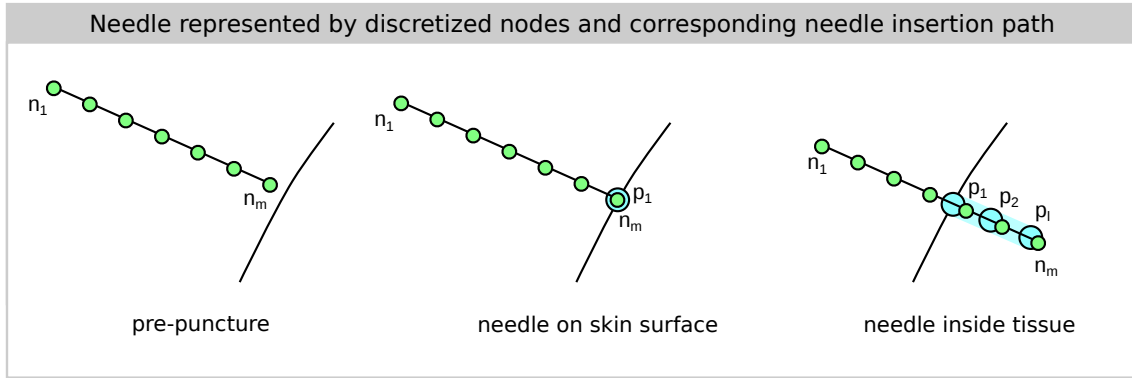 Needle represented by discretized nodes and corresponding needle insertion path
n1
nm
pre-puncture
n1
p1
nm
needle on skin surface
n1
p1
p2
pl
nm
needle inside tissue